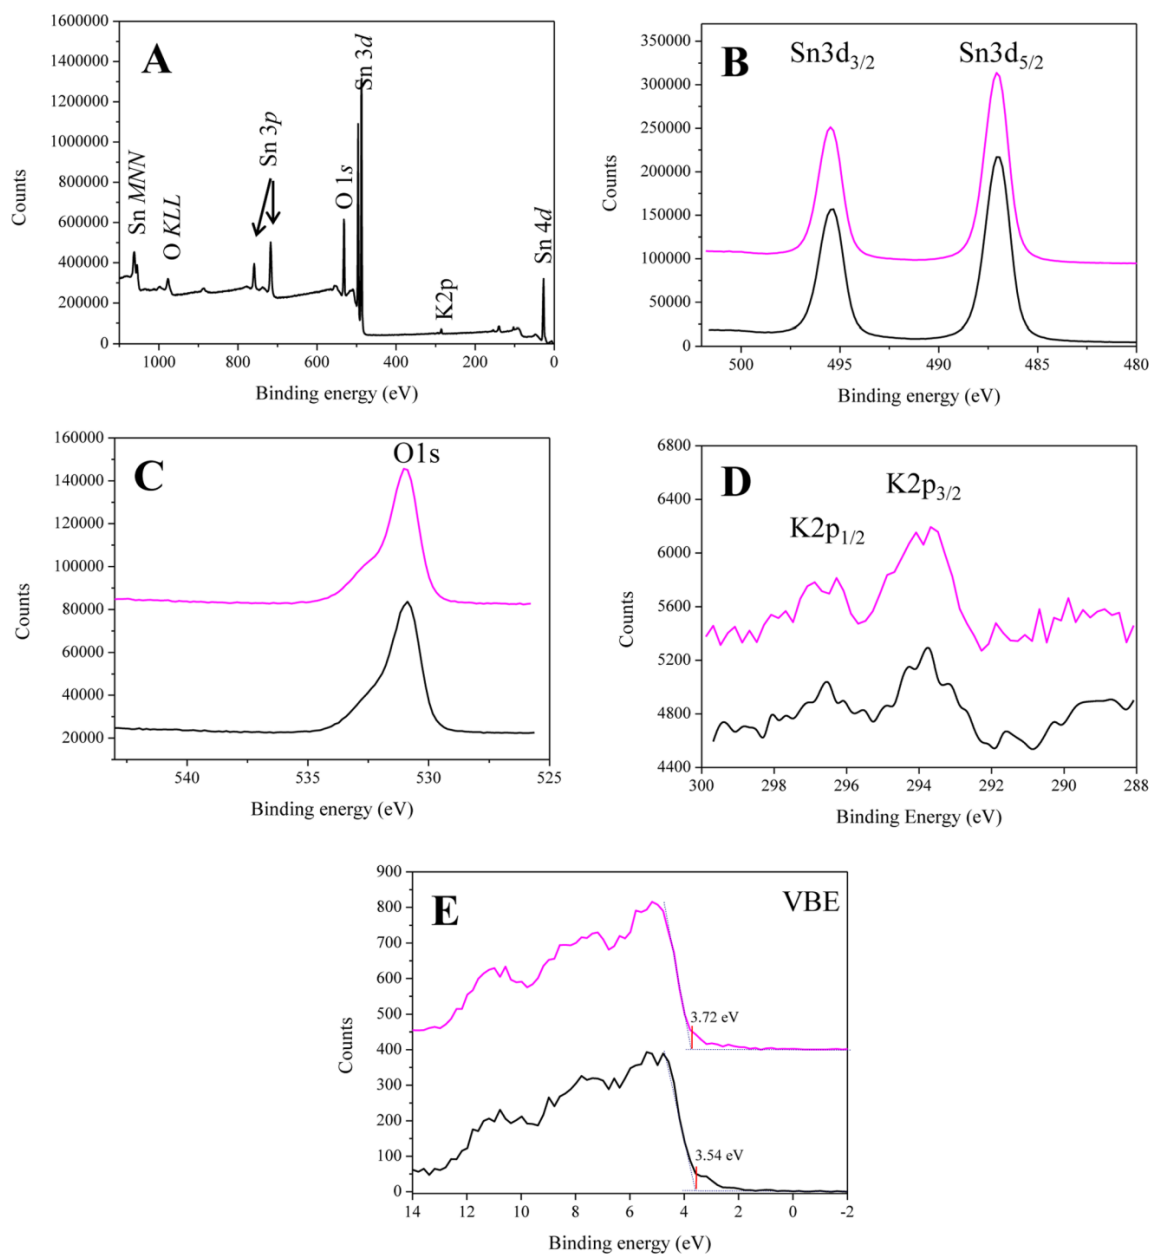 A
1600000
1400000
1200000
1000000
800000
600000
400000
200000
0
Counts
Sn MNN
O KLL
Sn 3p
O 1s
Sn 3d
K2p
Sn 4d
1000 800 600 400 200 0
Binding energy (eV)
B
350000
300000
250000
200000
150000
100000
50000
0
Counts
Sn3d3/2
Sn3d5/2
500 495 490 485 480
Binding energy (eV)
C
160000
140000
120000
100000
80000
60000
40000
20000
Counts
O1s
540 535 530 525
Binding energy (eV)
D
6800
6400
6000
5600
5200
4800
4400
Counts
K2p1/2
K2p3/2
300 298 296 294 292 290 288
Binding Energy (eV)
E
VBE
900
800
700
600
500
400
300
200
100
0
Counts
3.72 eV
3.54 eV
14 12 10 8 6 4 2 0 -2
Binding energy (eV)